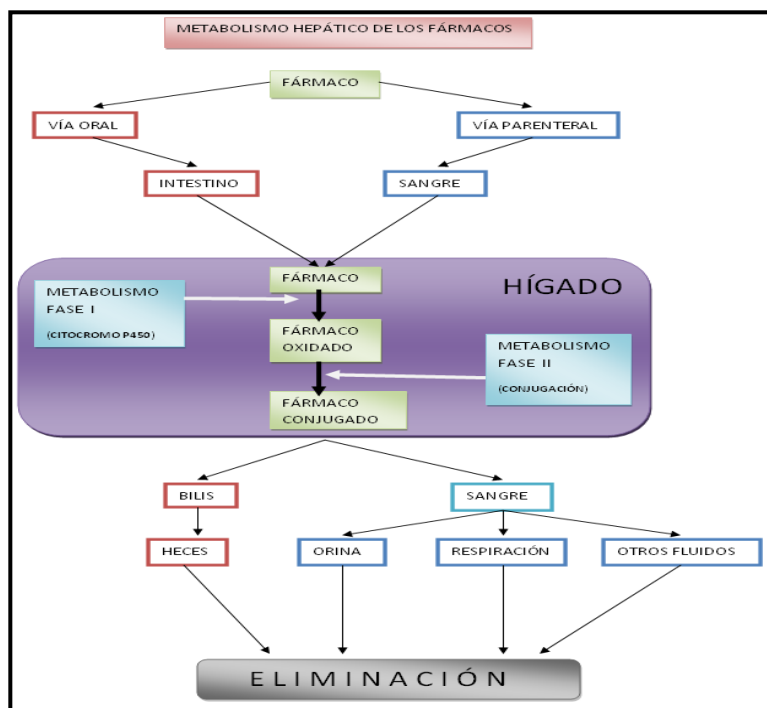 METABOLISMO HEPÁTICO DE LOS FÁRMACOS
FÁRMACO
VÍA ORAL
VÍA PARENTERAL
INTESTINO
SANGRE
FÁRMACO
HÍGADO
METABOLISMO
FASE I
(CITOCROMO P450)
FÁRMACO
OXIDADO
METABOLISMO
FASE II
(CONJUGACIÓN)
FÁRMACO
CONJUGADO
BILIS
SANGRE
HECES
ORINA
RESPIRACIÓN
OTROS FLUIDOS
ELIMINACIÓN